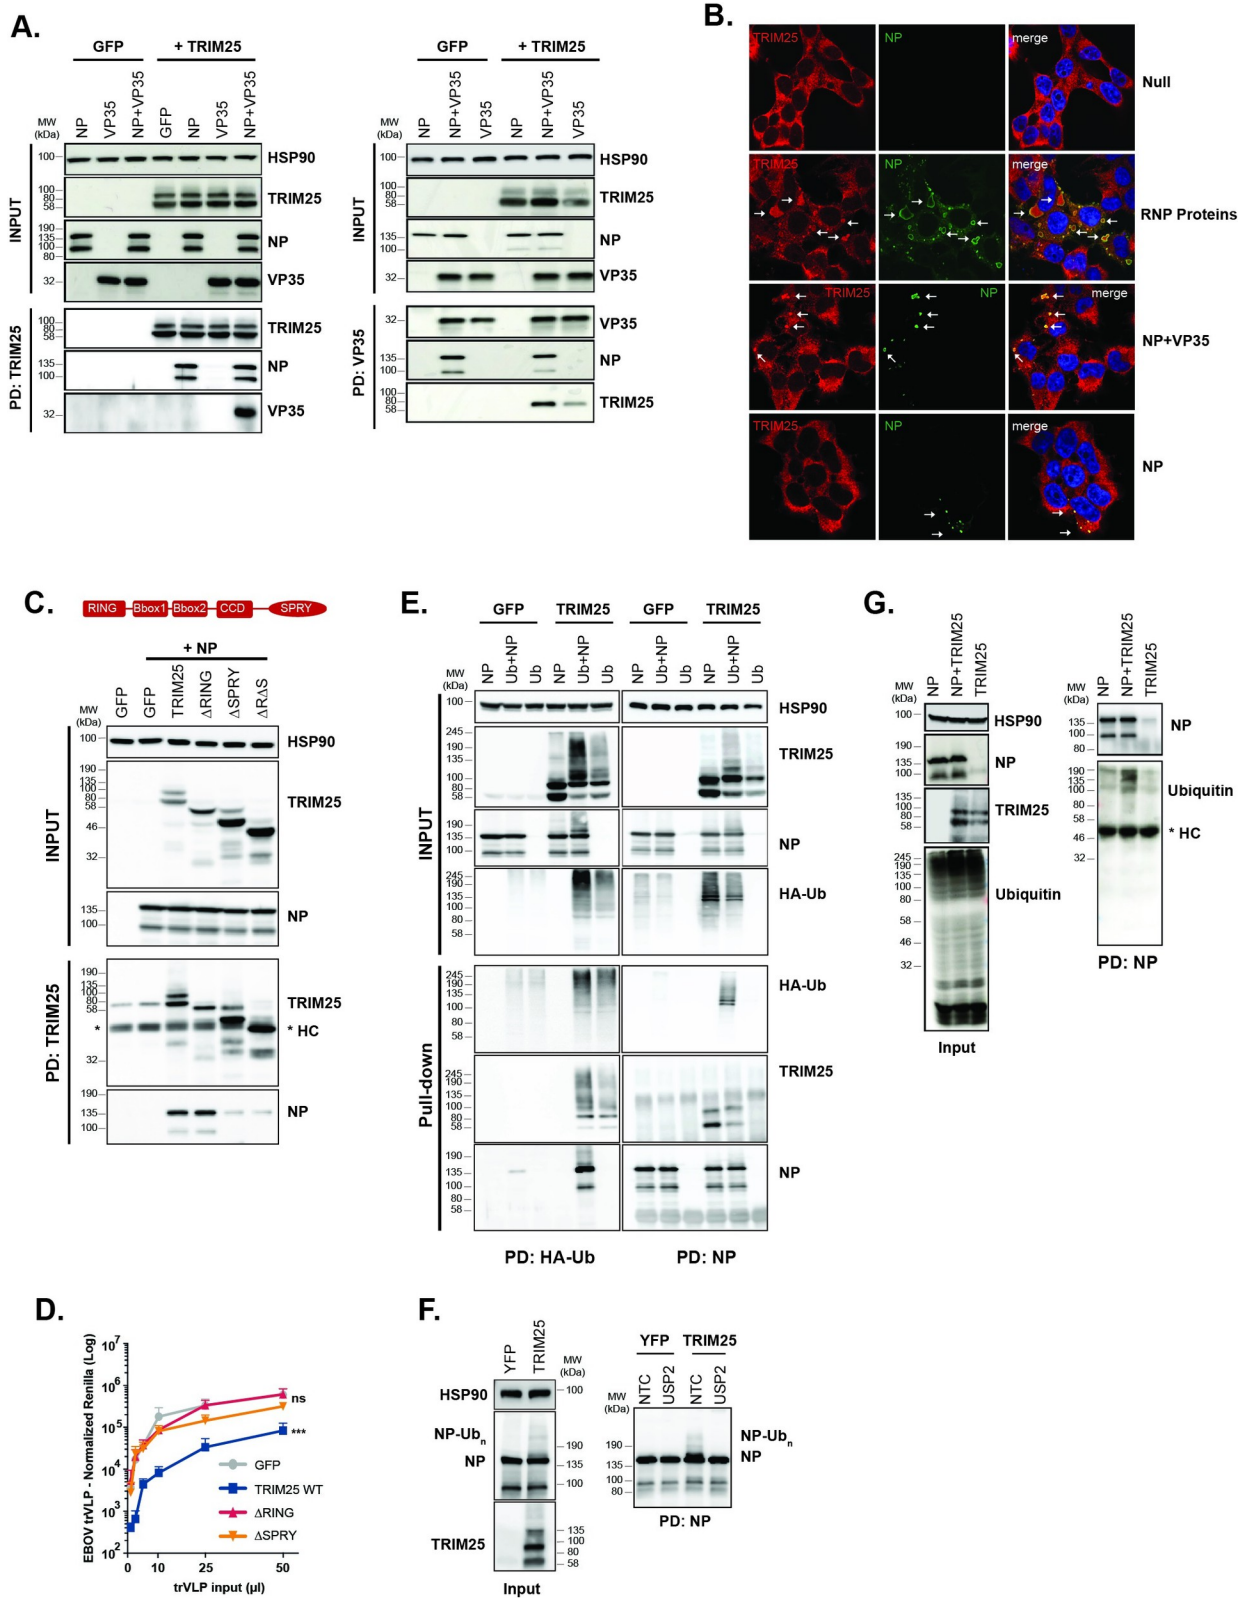 A.
GFP
+ TRIM25
MW
(kDa)
NP
VP35
NP+VP35
GFP
NP
VP35
NP+VP35
INPUT
100
HSP90
100
80
58
TRIM25
190
135
100
80
NP
32
VP35
PD: TRIM25
100
80
58
TRIM25
135
100
NP
32
VP35
GFP
+ TRIM25
MW
(kDa)
NP
NP+VP35
VP35
NP
NP+VP35
VP35
INPUT
100
HSP90
100
80
58
TRIM25
135
100
NP
32
VP35
PD: VP35
32
VP35
135
100
NP
100
80
58
TRIM25
B.
TRIM25
NP
merge
Null
TRIM25
NP
merge
RNP Proteins
TRIM25
NP
merge
NP+VP35
TRIM25
NP
merge
NP
C.
RING
Bbox1
Bbox2
CCD
SPRY
+ NP
MW
(kDa)
GFP
GFP
TRIM25
ΔRING
ΔSPRY
ΔRΔS
INPUT
100
HSP90
190
135
100
80
58
46
32
TRIM25
135
100
NP
PD: TRIM25
190
135
100
80
58
*
32
TRIM25
* HC
190
135
100
NP
D.
EBOV trVLP - Normalized Renilla (Log)
10^7
10^6
10^5
10^4
10^3
10^2
0
10
25
50
trVLP input (µl)
ns
***
GFP
TRIM25 WT
ΔRING
ΔSPRY
E.
GFP
TRIM25
GFP
TRIM25
MW
(kDa)
NP
Ub+NP
Ub
NP
Ub+NP
Ub
NP
Ub+NP
Ub
NP
Ub+NP
Ub
INPUT
100
HSP90
245
190
135
100
80
58
TRIM25
190
135
100
NP
245
190
135
100
80
58
HA-Ub
Pull-down
245
190
135
100
80
58
HA-Ub
245
190
135
100
80
58
TRIM25
190
135
100
80
58
NP
PD: HA-Ub
PD: NP
F.
YFP
TRIM25
MW
(kDa)
HSP90
100
NP-Ubn
NP
190
135
100
TRIM25
135
100
80
58
Input
YFP
TRIM25
MW
(kDa)
NTC
USP2
NTC
USP2
190
135
100
80
NP-Ubn
NP
PD: NP
G.
MW
(kDa)
NP
NP+TRIM25
TRIM25
100
HSP90
190
135
100
NP
135
100
80
58
TRIM25
245
190
135
100
80
58
46
32
Ubiquitin
Input
MW
(kDa)
NP
NP+TRIM25
TRIM25
135
100
80
NP
190
135
100
80
58
46
32
Ubiquitin
* HC
PD: NP